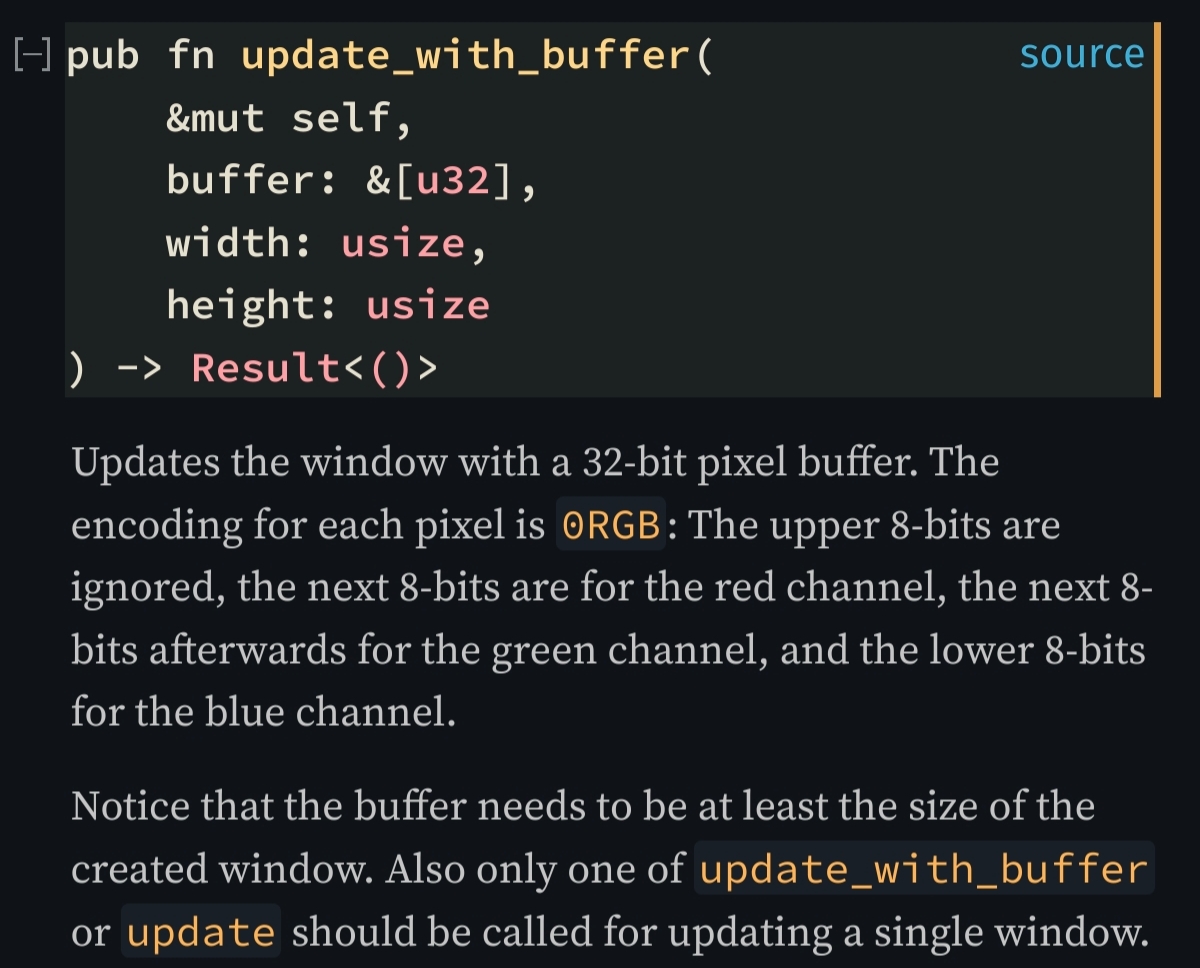 [−] pub fn update_with_buffer( source
&mut self,
buffer: &[u32],
width: usize,
height: usize
) -> Result<()>
Updates the window with a 32-bit pixel buffer. The
encoding for each pixel is 0RGB: The upper 8-bits are
ignored, the next 8-bits are for the red channel, the next 8-
bits afterwards for the green channel, and the lower 8-bits
for the blue channel.
Notice that the buffer needs to be at least the size of the
created window. Also only one of update_with_buffer
or update should be called for updating a single window.